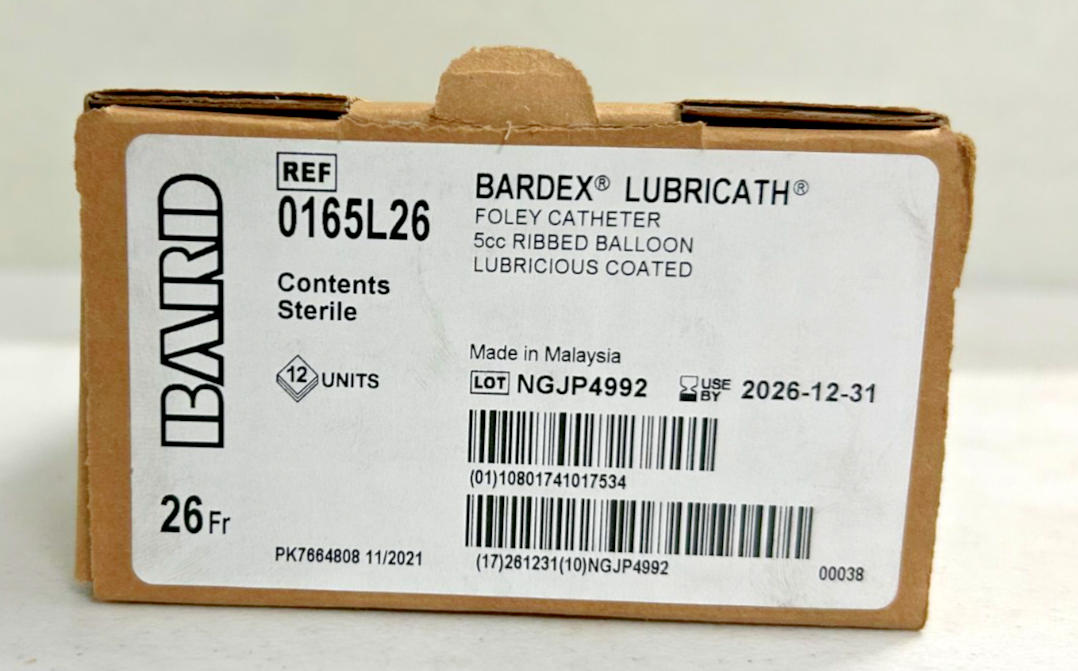 BARD
26 Fr
REF
0165L26
Contents
Sterile
12 UNITS
PK7664808 11/2021
BARDEX® LUBRICATH®
FOLEY CATHETER
5cc RIBBED BALLOON
LUBRICIOUS COATED
Made in Malaysia
LOT NGJP4992
USE BY 2026-12-31
(01)10801741017534
(17)261231(10)NGJP4992
00038